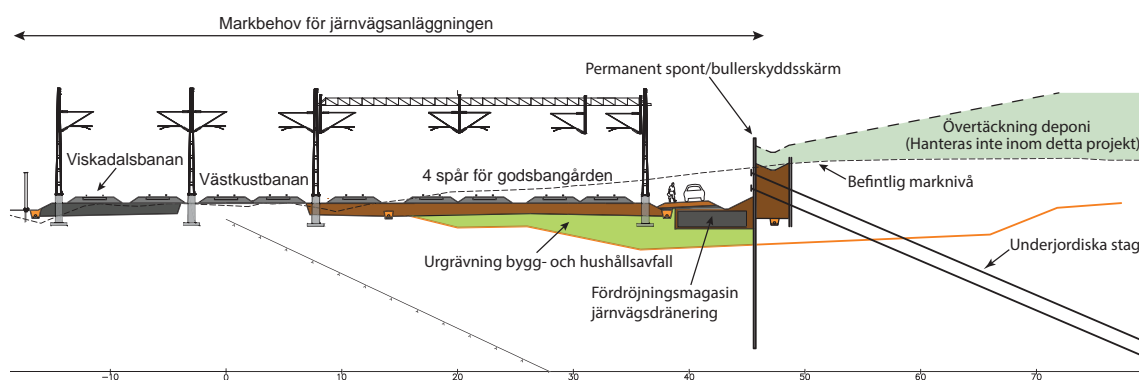 Markbehov för järnvägsanläggningen
Permanent spont/bullerskyddsskärm
Övertäckning deponi
(Hanteras inte inom detta projekt)
Viskadalsbanan
Västkustbanan
4 spår för godsbangården
Befintlig marknivå
Urgrävning bygg- och hushållsavfall
Underjordiska stag
Fördröjningsmagasin
järnvägsdränering
-10 0 10 20 30 40 50 60 70